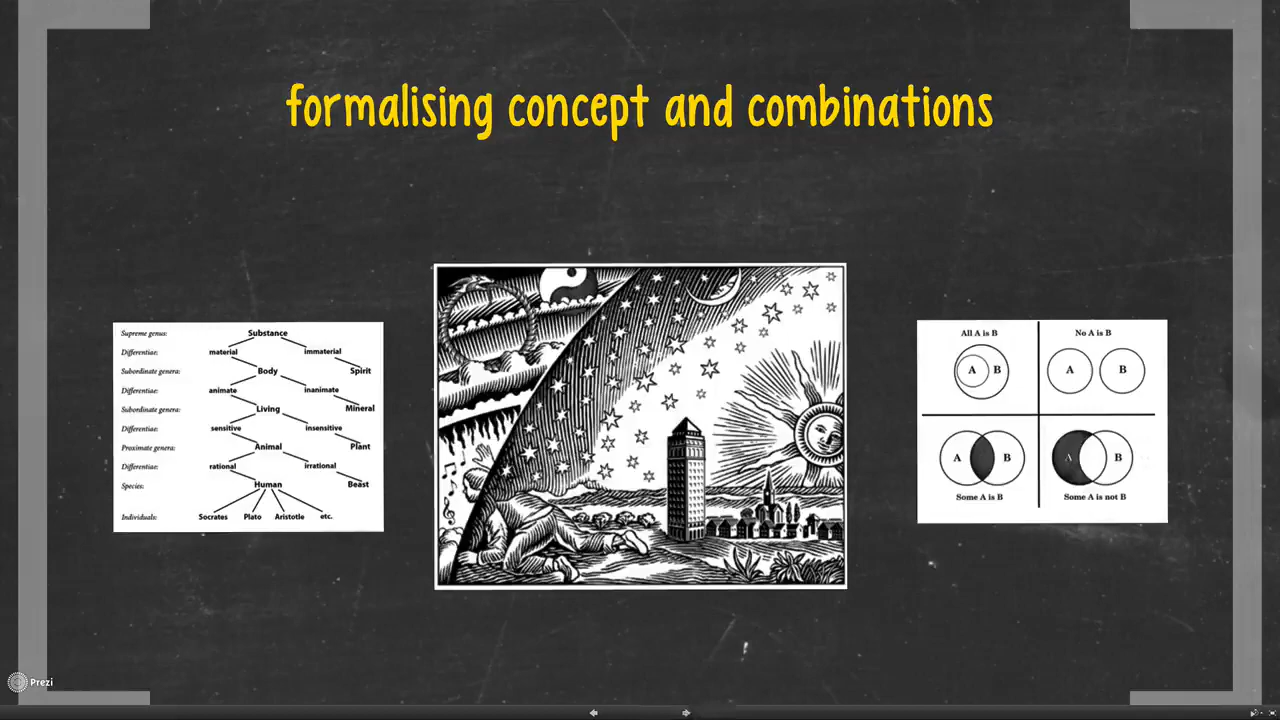 formalising concept and combinations
Supreme genus: Substance
Differentiae: material immaterial
Subordinate genera: Body Spirit
Differentiae: animate inanimate
Subordinate genera: Living Mineral
Differentiae: sensitive insensitive
Proximate genera: Animal Plant
Differentiae: rational irrational
Species: Human Beast
Individuals: Socrates Plato Aristotle etc.
All A is B
No A is B
A B
A B
A B
A B
Some A is B
Some A is not B
Prezi